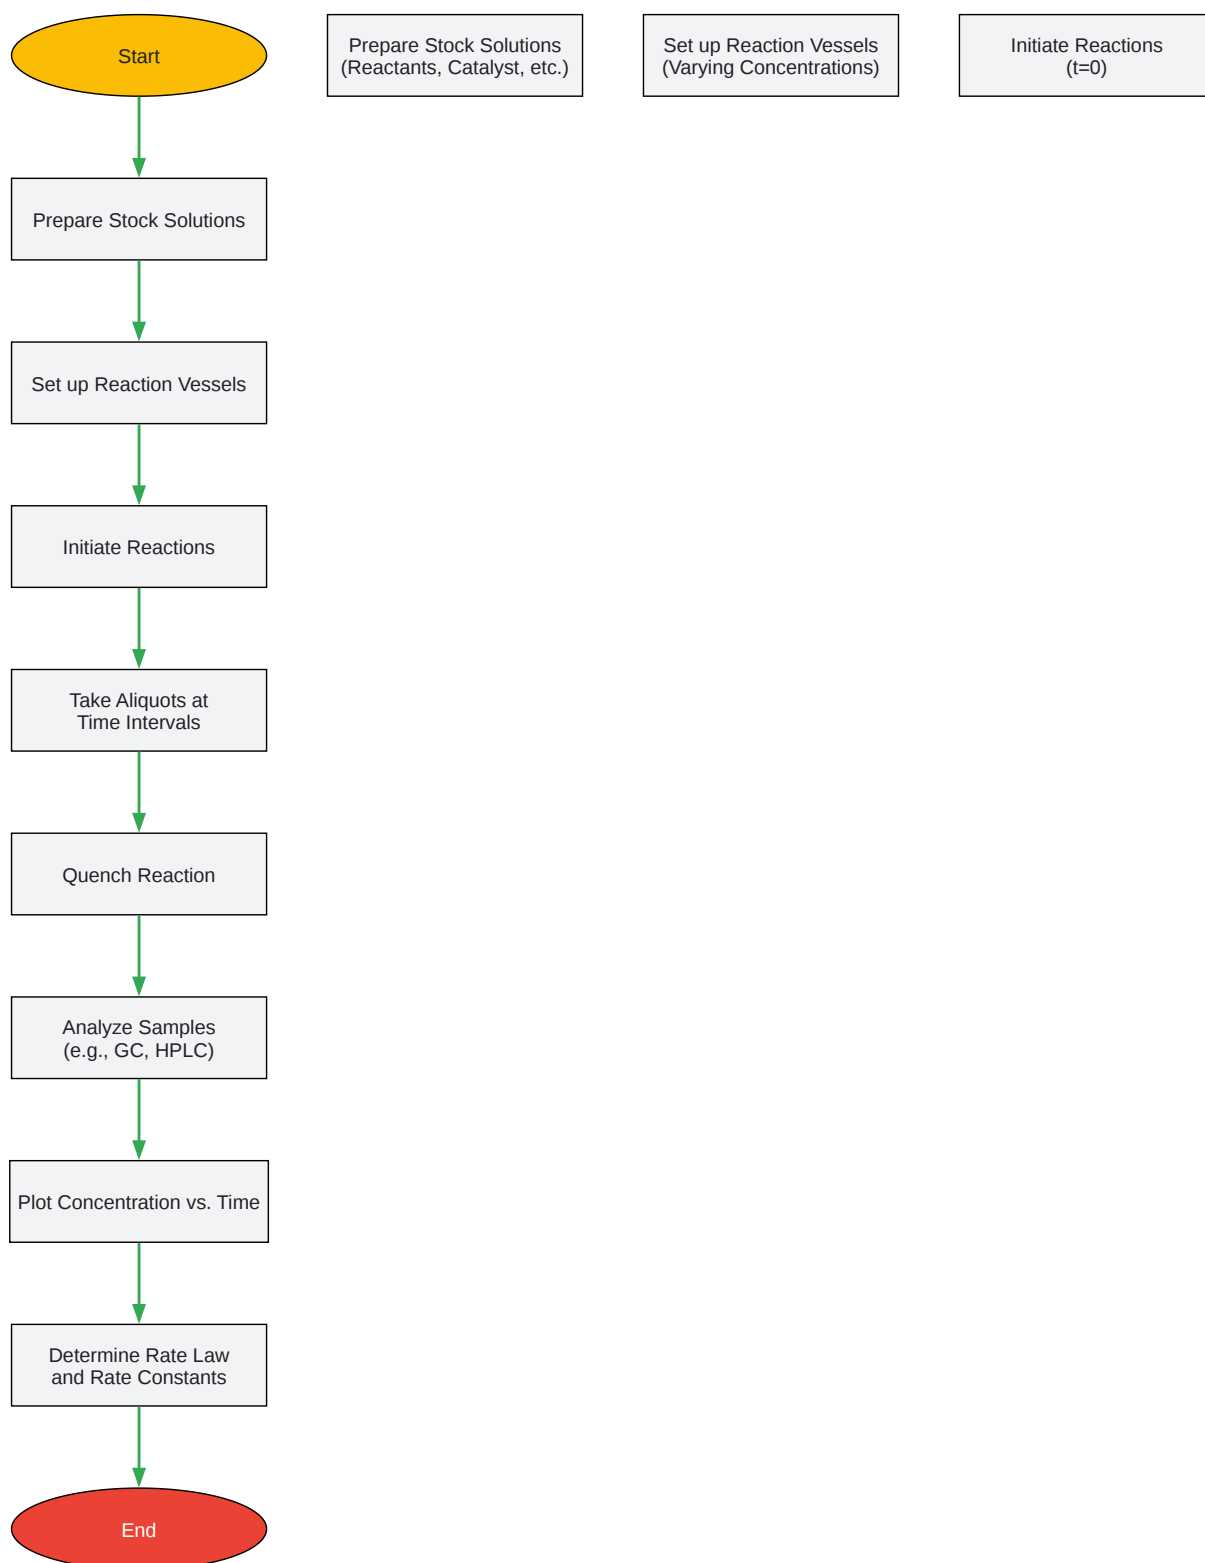 Start
Prepare Stock Solutions
(Reactants, Catalyst, etc.)
Set up Reaction Vessels
(Varying Concentrations)
Initiate Reactions
(t=0)
Prepare Stock Solutions
Set up Reaction Vessels
Initiate Reactions
Take Aliquots at
Time Intervals
Quench Reaction
Analyze Samples
(e.g., GC, HPLC)
Plot Concentration vs. Time
Determine Rate Law
and Rate Constants
End